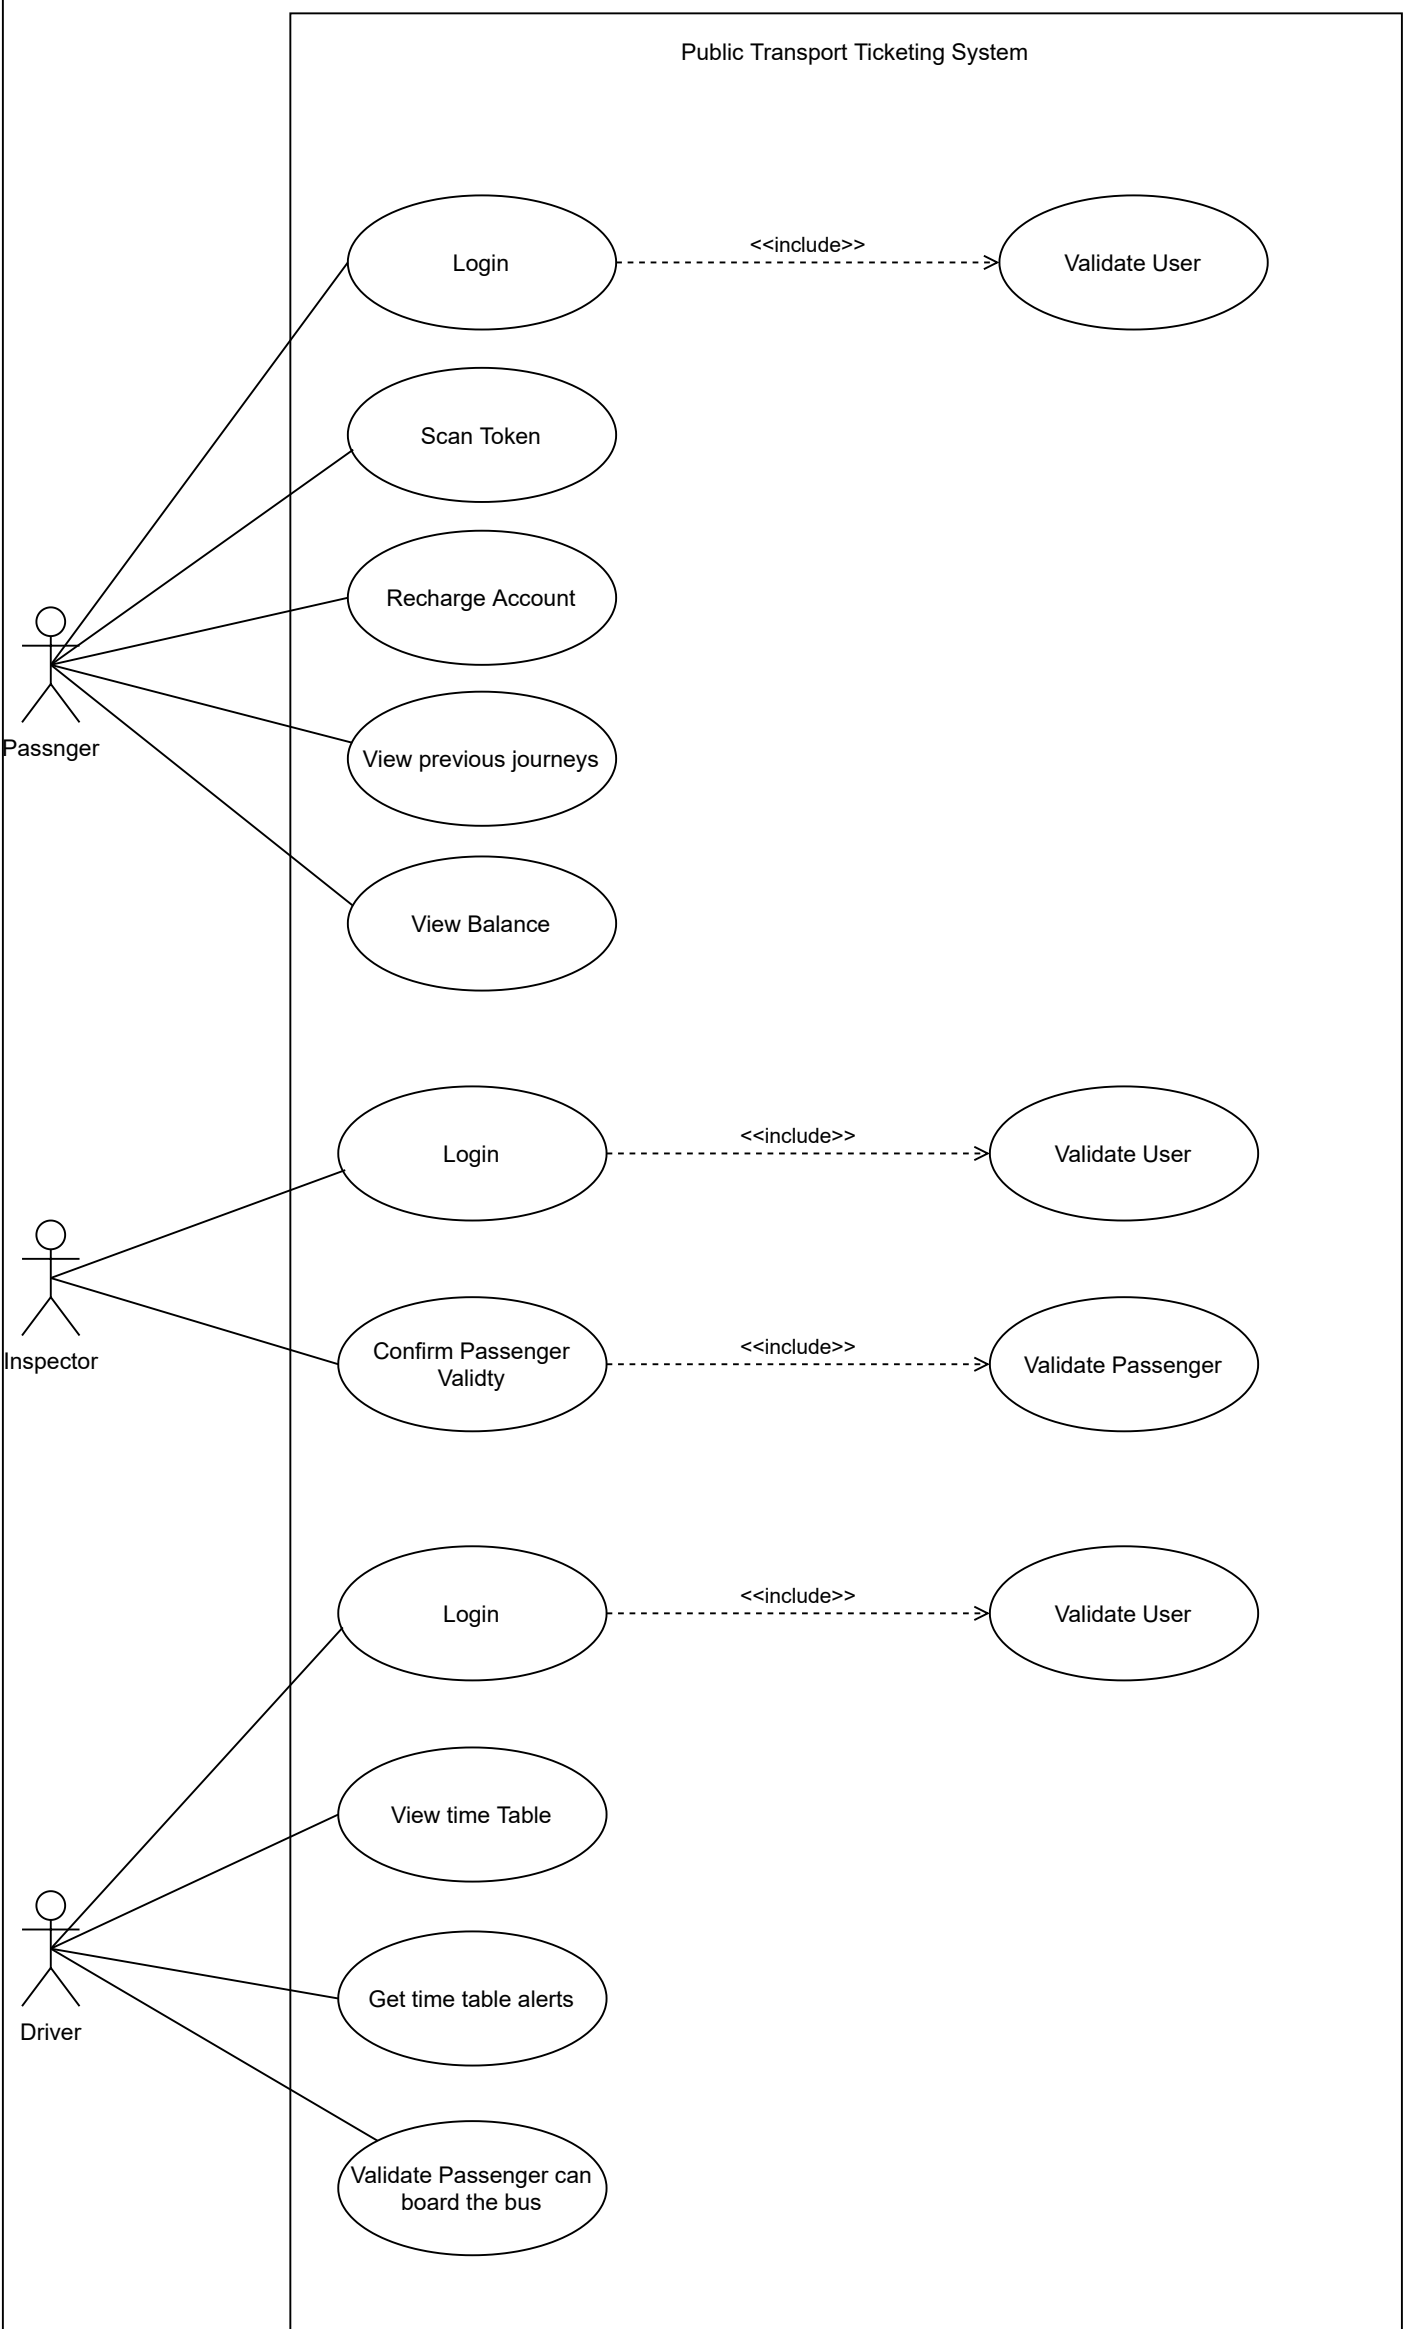 Public Transport Ticketing System
Login
<<include>>
Validate User
Scan Token
Recharge Account
Passnger
View previous journeys
View Balance
Login
<<include>>
Validate User
Inspector
Confirm Passenger
Validty
<<include>>
Validate Passenger
Login
<<include>>
Validate User
View time Table
Driver
Get time table alerts
Validate Passenger can
board the bus